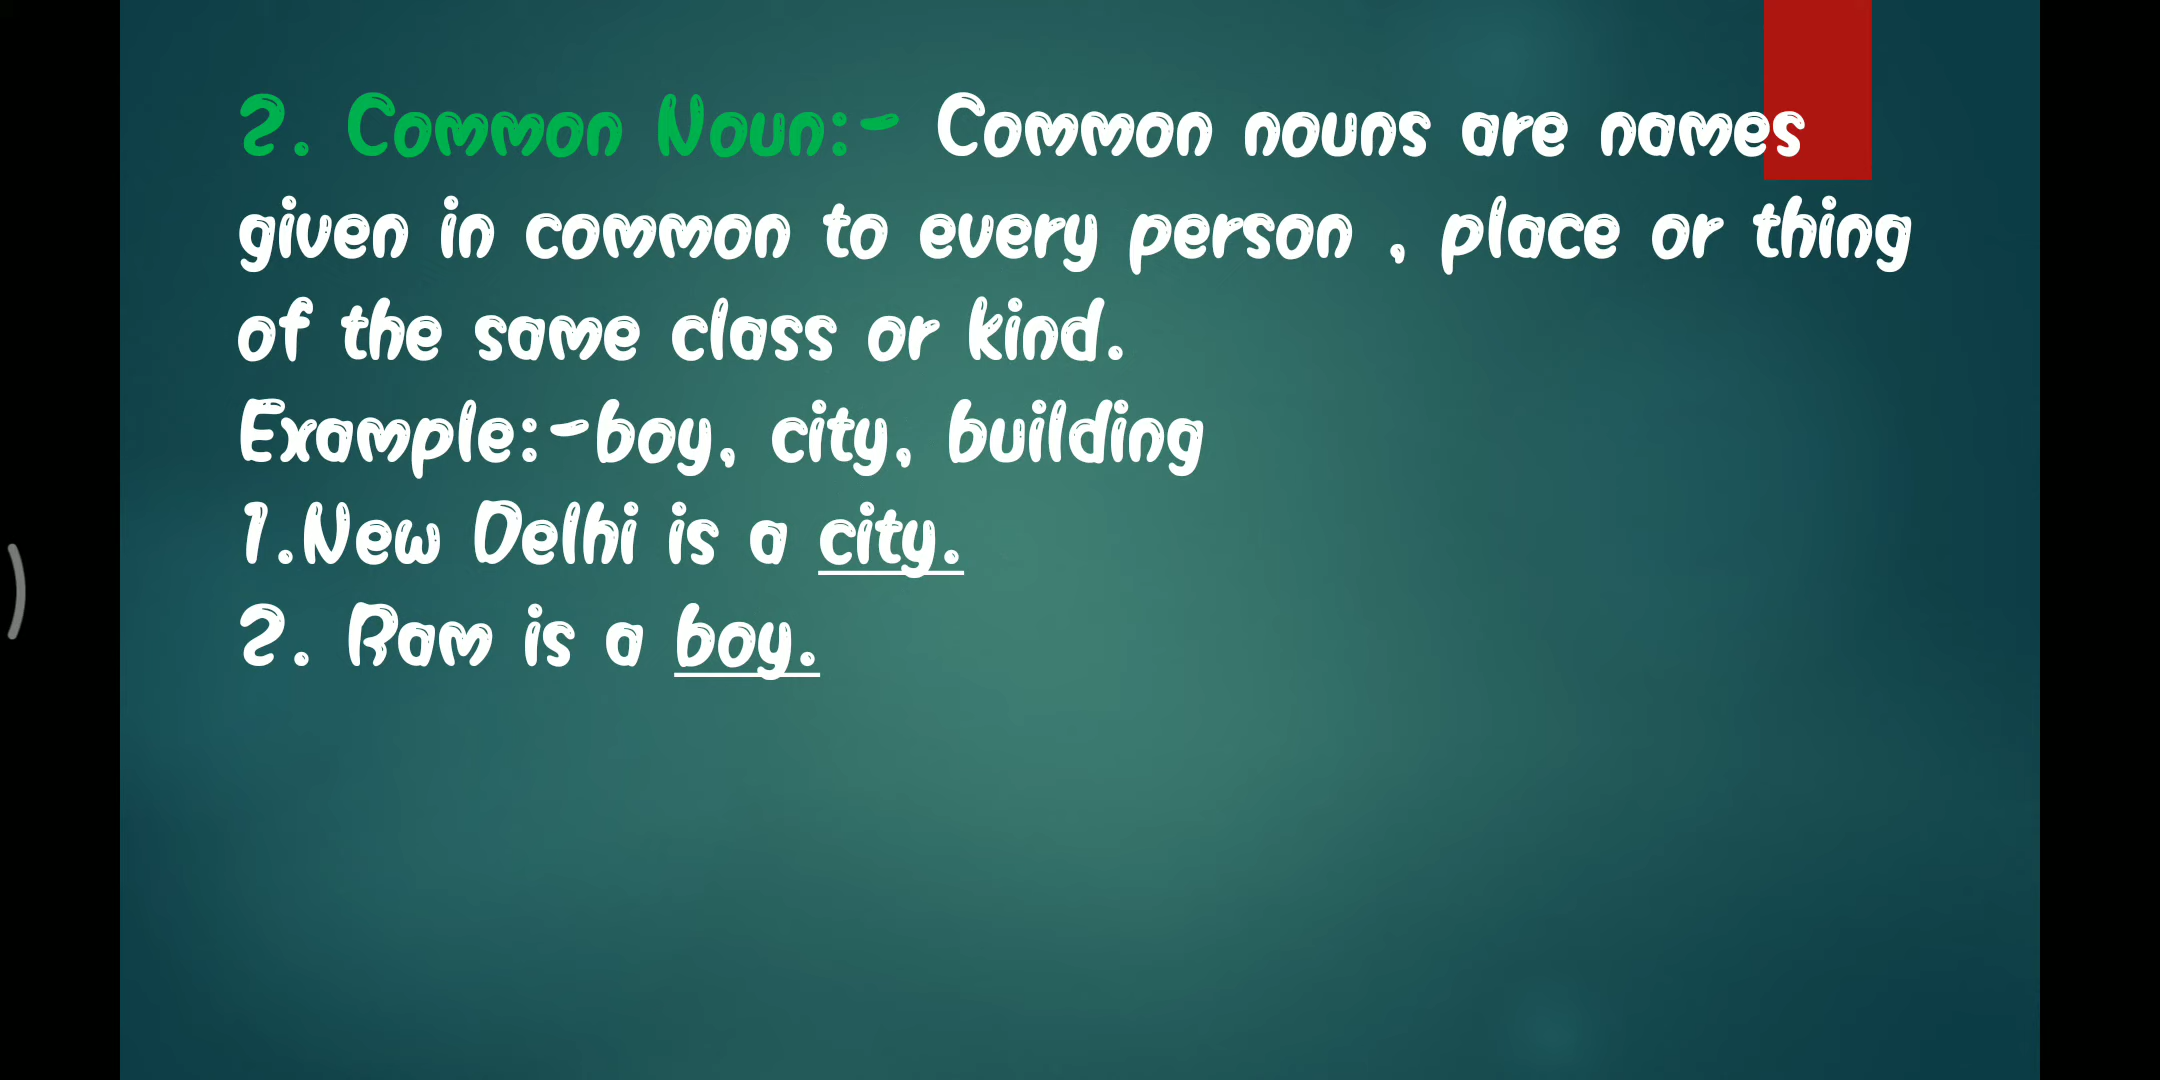 2. Common Noun:- Common nouns are names
given in common to every person , place or thing
of the same class or kind.
Example:-boy, city, building
1.New Delhi is a city.
2. Ram is a boy.